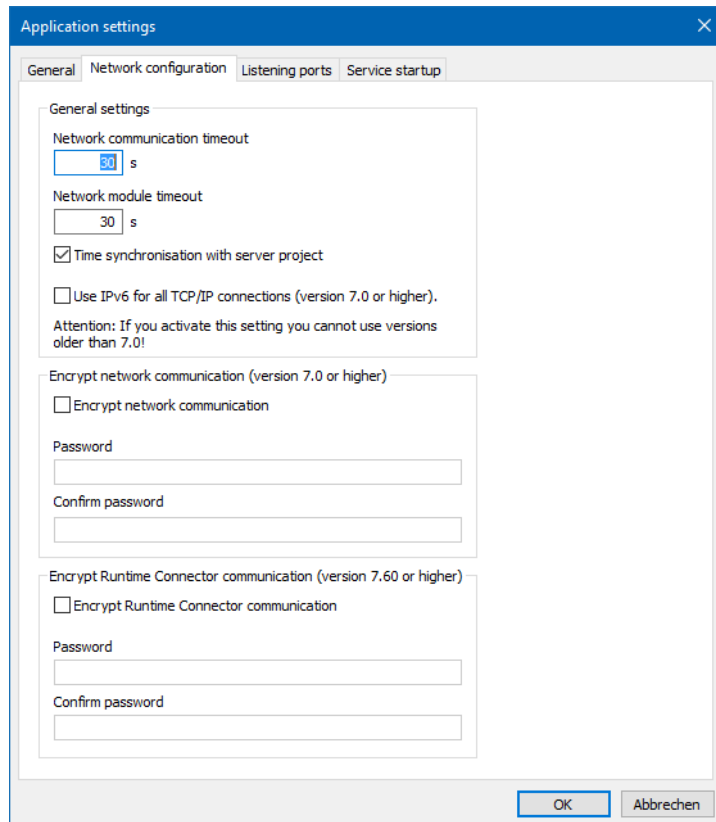 Application settings
General Network configuration Listening ports Service startup
General settings
Network communication timeout
30 s
Network module timeout
30 s
Time synchronisation with server project
Use IPv6 for all TCP/IP connections (version 7.0 or higher).
Attention: If you activate this setting you cannot use versions
older than 7.0!
Encrypt network communication (version 7.0 or higher)
Encrypt network communication
Password
Confirm password
Encrypt Runtime Connector communication (version 7.60 or higher)
Encrypt Runtime Connector communication
Password
Confirm password
OK Abbrechen